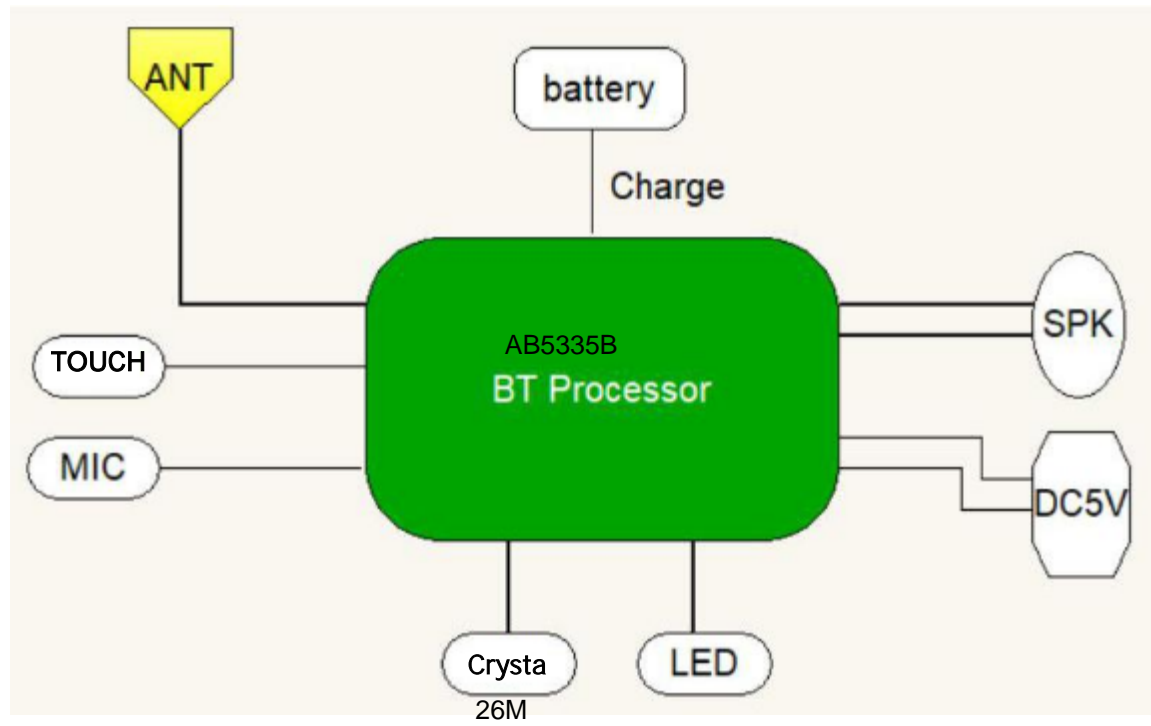 ANT
battery
Charge
AB5335B
BT Processor
SPK
TOUCH
MIC
DC5V
Crysta
26M
LED